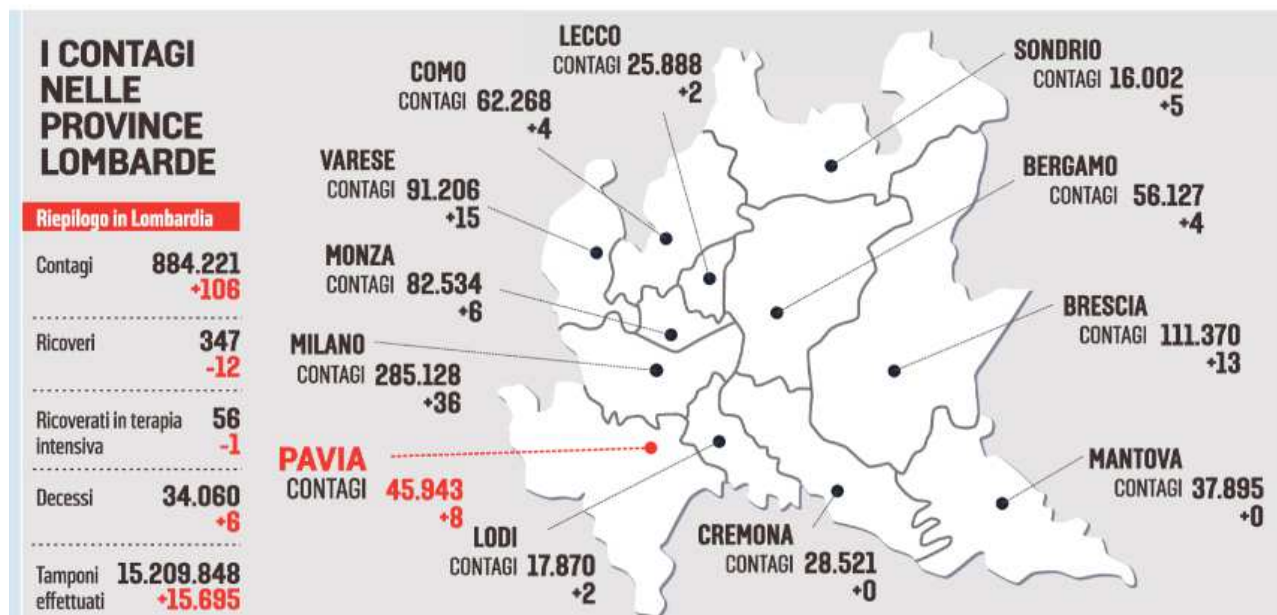 I CONTAGI
NELLE
PROVINCE
LOMBARDE
Riepilogo in Lombardia
Contagi 884.221
+106
Ricoveri 347
-12
Ricoverati in terapia 56
intensiva -1
Decessi 34.060
+6
Tamponi 15.209.848
effettuati +15.695
LECCO
CONTAGI 25.888
+2
COMO
CONTAGI 62.268
+4
VARESE
CONTAGI 91.206
+15
MONZA
CONTAGI 82.534
+6
MILANO
CONTAGI 285.128
+36
PAVIA
CONTAGI 45.943
+8
LODI
CONTAGI 17.870
+2
CREMONA
CONTAGI 28.521
+0
SONDRIO
CONTAGI 16.002
+5
BERGAMO
CONTAGI 56.127
+4
BRESCIA
CONTAGI 111.370
+13
MANTOVA
CONTAGI 37.895
+0